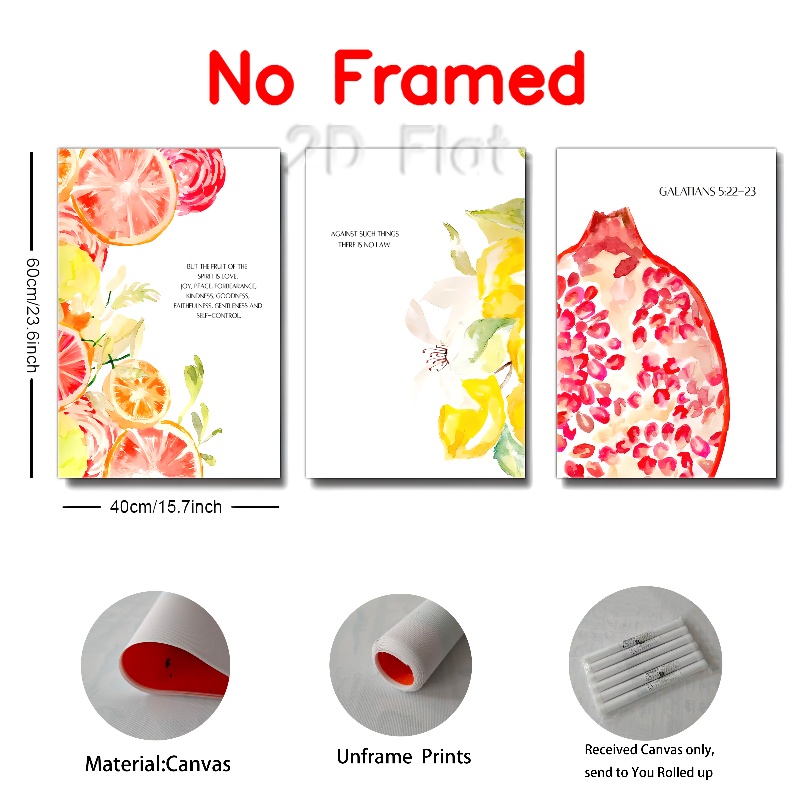 No Framed
2D Flat
60cm/23.6inch
BUT THE FRUIT OF THE
SPIRIT IS LOVE,
JOY, PEACE, FORBEARANCE,
KINDNESS, GOODNESS,
FAITHFULNESS, GENTLENESS AND
SELF-CONTROL.
AGAINST SUCH THINGS
THERE IS NO LAW.
GALATIANS 5:22-23
40cm/15.7inch
Material:Canvas
Unframe Prints
Received Canvas only,
send to You Rolled up